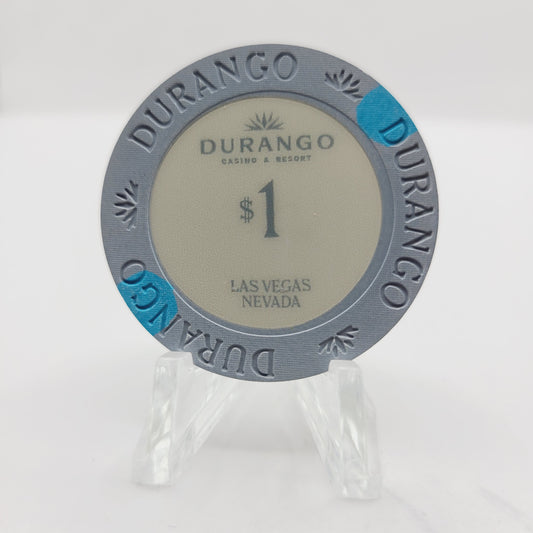 DURANGO
DURANGO
DURANGO
DURANGO
CASINO & RESORT
$1
LAS VEGAS
NEVADA